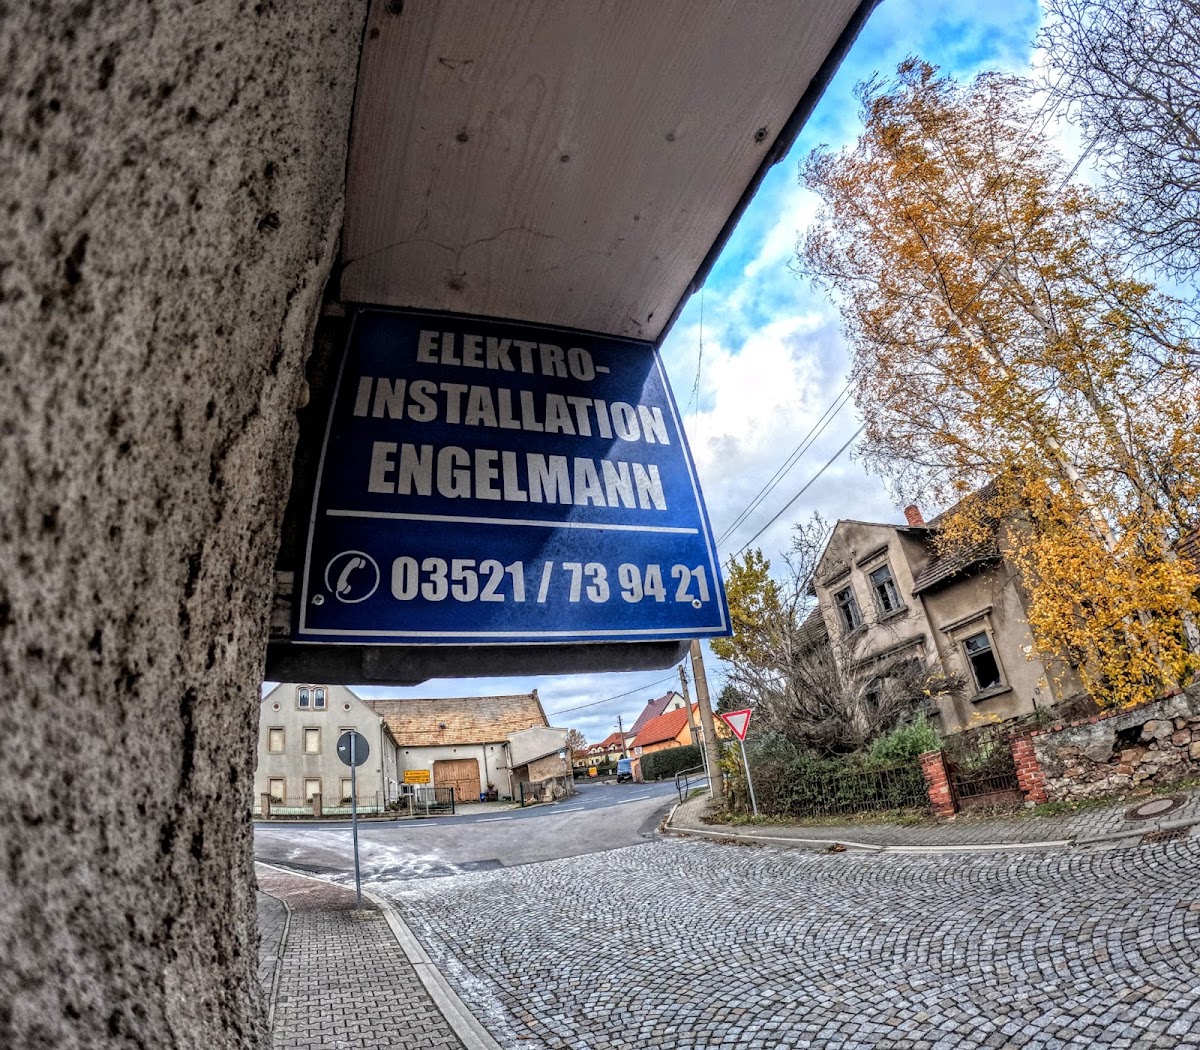 ELEKTRO-
INSTALLATION
ENGELMANN
03521 / 73 94 21